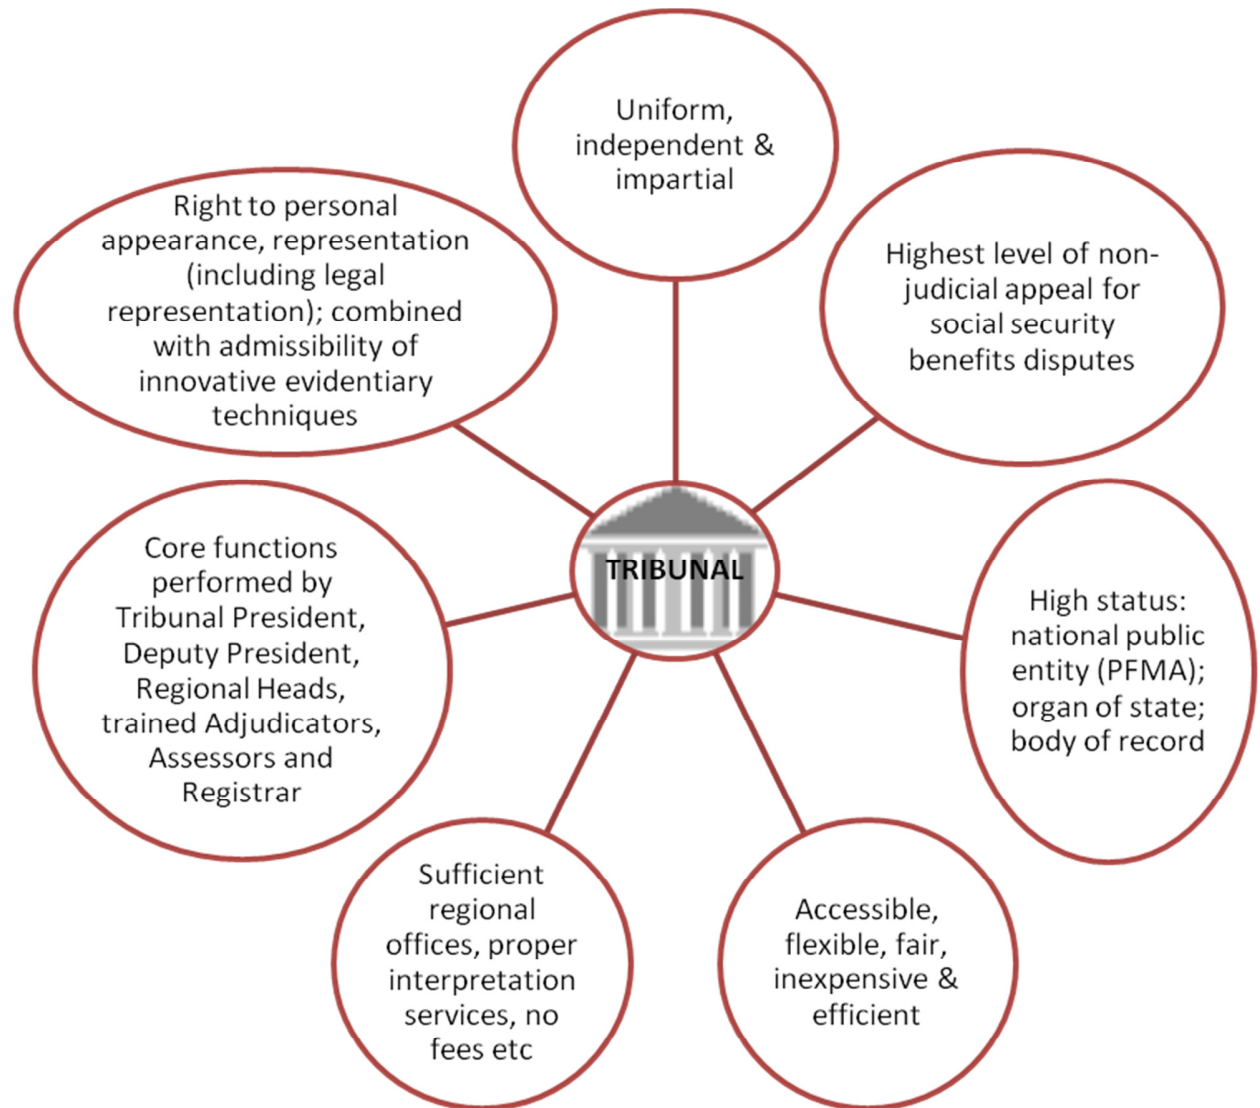 Uniform,
independent &
impartial
Highest level of non-
judicial appeal for
social security
benefits disputes
High status:
national public
entity (PFMA);
organ of state;
body of record
Accessible,
flexible, fair,
inexpensive &
efficient
Sufficient
regional
offices, proper
interpretation
services, no
fees etc
Core functions
performed by
Tribunal President,
Deputy President,
Regional Heads,
trained Adjudicators,
Assessors and
Registrar
Right to personal
appearance, representation
(including legal
representation); combined
with admissibility of
innovative evidentiary
techniques
TRIBUNAL